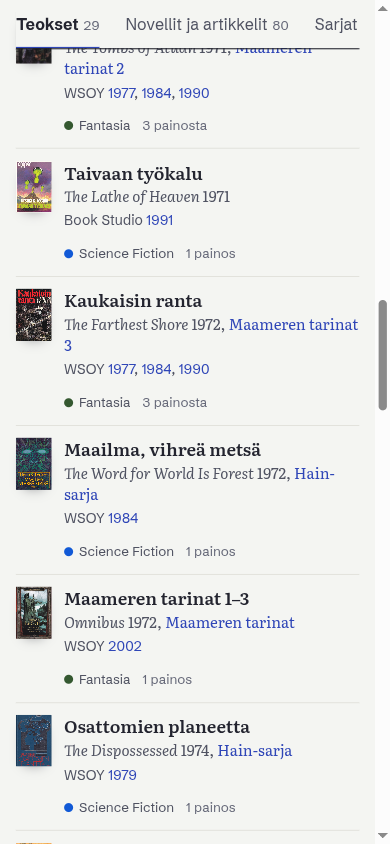 Teokset 29 Novellit ja artikkelit 80 Sarjat
The Tombs of Atuan 1971, Maameren
tarinat 2
WSOY 1977, 1984, 1990
Fantasia 3 painosta
Taivaan työkalu
The Lathe of Heaven 1971
Book Studio 1991
Science Fiction 1 painos
Kaukaisin ranta
The Farthest Shore 1972, Maameren tarinat
3
WSOY 1977, 1984, 1990
Fantasia 3 painosta
Maailma, vihreä metsä
The Word for World Is Forest 1972, Hain-
sarja
WSOY 1984
Science Fiction 1 painos
Maameren tarinat 1–3
Omnibus 1972, Maameren tarinat
WSOY 2002
Fantasia 1 painos
Osattomien planeetta
The Dispossessed 1974, Hain-sarja
WSOY 1979
Science Fiction 1 painos